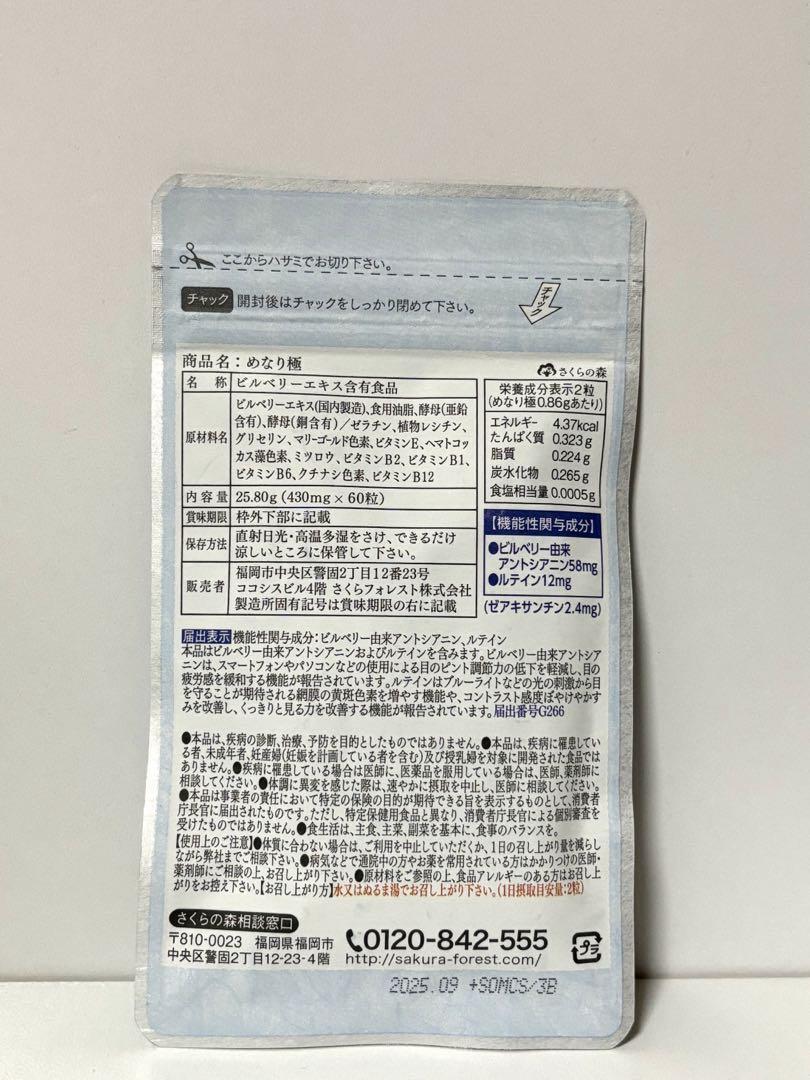 ここからハサミでお切り下さい。
チャック 開封後はチャックをしっかり閉めて下さい。
チャック
商品名：めなり極
さくらの森
名 称 ビルベリーエキス含有食品
原材料名 ビルベリーエキス(国内製造)、食用油脂、酵母(亜鉛
含有)、酵母(銅含有)／ゼラチン、植物レシチン、
グリセリン、マリーゴールド色素、ビタミンE、ヘマトコッ
カス藻色素、ミツロウ、ビタミンB2、ビタミンB1、
ビタミンB6、クチナシ色素、ビタミンB12
内 容 量 25.80g (430mg×60粒)
賞味期限 枠外下部に記載
保存方法 直射日光・高温多湿をさけ、できるだけ
涼しいところに保管して下さい。
販 売 者 福岡市中央区警固2丁目12番23号
ココシスビル4階 さくらフォレスト株式会社
製造所固有記号は賞味期限の右に記載
栄養成分表示2粒
(めなり極0.86gあたり)
エネルギー 4.37kcal
たんぱく質 0.323g
脂質 0.224g
炭水化物 0.265g
食塩相当量 0.0005g
【機能性関与成分】
●ビルベリー由来
アントシアニン58mg
●ルテイン12mg
(ゼアキサンチン2.4mg)
届出表示 機能性関与成分：ビルベリー由来アントシアニン、ルテイン
本品はビルベリー由来アントシアニンおよびルテインを含みます。ビルベリー由来アントシア
ニンは、スマートフォンやパソコンなどの使用による目のピント調節力の低下を軽減し、目の
疲労感を緩和する機能が報告されています。ルテインはブルーライトなどの光の刺激から目
を守ることが期待される網膜の黄斑色素を増やす機能や、コントラスト感度(ぼやけやかす
みを改善し、くっきりと見る力)を改善する機能が報告されています。届出番号G266
●本品は、疾病の診断、治療、予防を目的としたものではありません。●本品は、疾病に罹患してい
る者、未成年者、妊産婦(妊娠を計画している者を含む)及び授乳婦を対象に開発された食品では
ありません。●疾病に罹患している場合は医師に、医薬品を服用している場合は、医師、薬剤師に
相談してください。●体調に異変を感じた際は、速やかに摂取を中止し、医師に相談してください。
●本品は事業者の責任において特定の保険の目的が期待できる旨を表示するものとして、消費者
庁長官に届出されたものです。ただし、特定保健用食品と異なり、消費者庁長官による個別審査を
受けたものではありません。●食生活は、主食、主菜、副菜を基本に、食事のバランスを。
【使用上のご注意】●体質に合わない場合は、ご利用を中止していただくか、1日の召し上がり量を減らし
ながら弊社までご相談下さい。●病気などで通院中の方やお薬を常用されている方はかかりつけの医師・
薬剤師にご相談の上、お召し上がり下さい。●原材料をご参照の上、食品アレルギーのある方はお召し上
がりをお控え下さい。【お召し上がり方】水又はぬるま湯でお召し上がり下さい。(1日摂取目安量：2粒)
さくらの森相談窓口
〒810-0023 福岡県福岡市
中央区警固2丁目12-23-4階
0120-842-555
http://sakura-forest.com/
プラ
2025.09 +SOMCS/3B